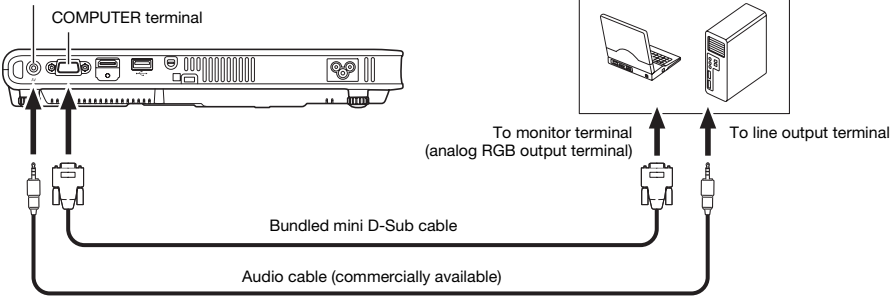 COMPUTER terminal
To monitor terminal
(analog RGB output terminal)
To line output terminal
Bundled mini D-Sub cable
Audio cable (commercially available)